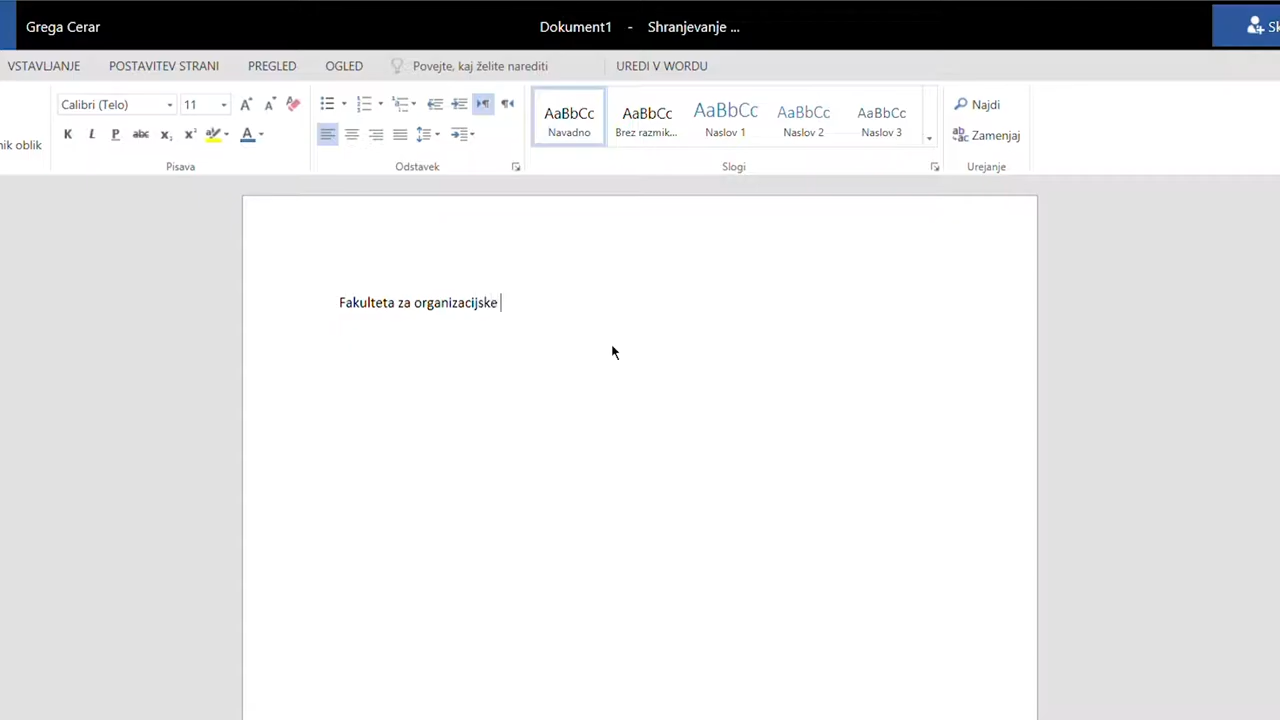 Grega Cerar
Dokument1 - Shranjevanje ...
VSTAVLJANJE POSTAVITEV STRANI PREGLED OGLED Povejte, kaj želite narediti UREDI V WORDU
Calibri (Telo) 11
AaBbCc AaBbCc AaBbCc AaBbCc AaBbCc
Navadno Brez razmik... Naslov 1 Naslov 2 Naslov 3
Najdi
Zamenjaj
K L P abc x₂ x² A
nik oblik
Pisava Odstavek Slogi Urejanje
Fakulteta za organizacijske